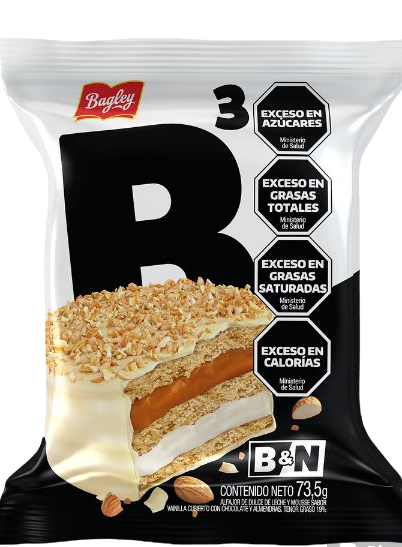 Bagley
B
3
EXCESO EN
AZÚCARES
Ministerio
de Salud
EXCESO EN
GRASAS
TOTALES
Ministerio
de Salud
EXCESO EN
GRASAS
SATURADAS
Ministerio
de Salud
EXCESO EN
CALORÍAS
Ministerio
de Salud
B&N
CONTENIDO NETO 73,5g
ALFAJOR DE DULCE DE LECHE Y MOUSSE SABOR
VAINILLA CUBIERTO CON CHOCOLATE Y ALMENDRAS. TENOR GRASO 19%